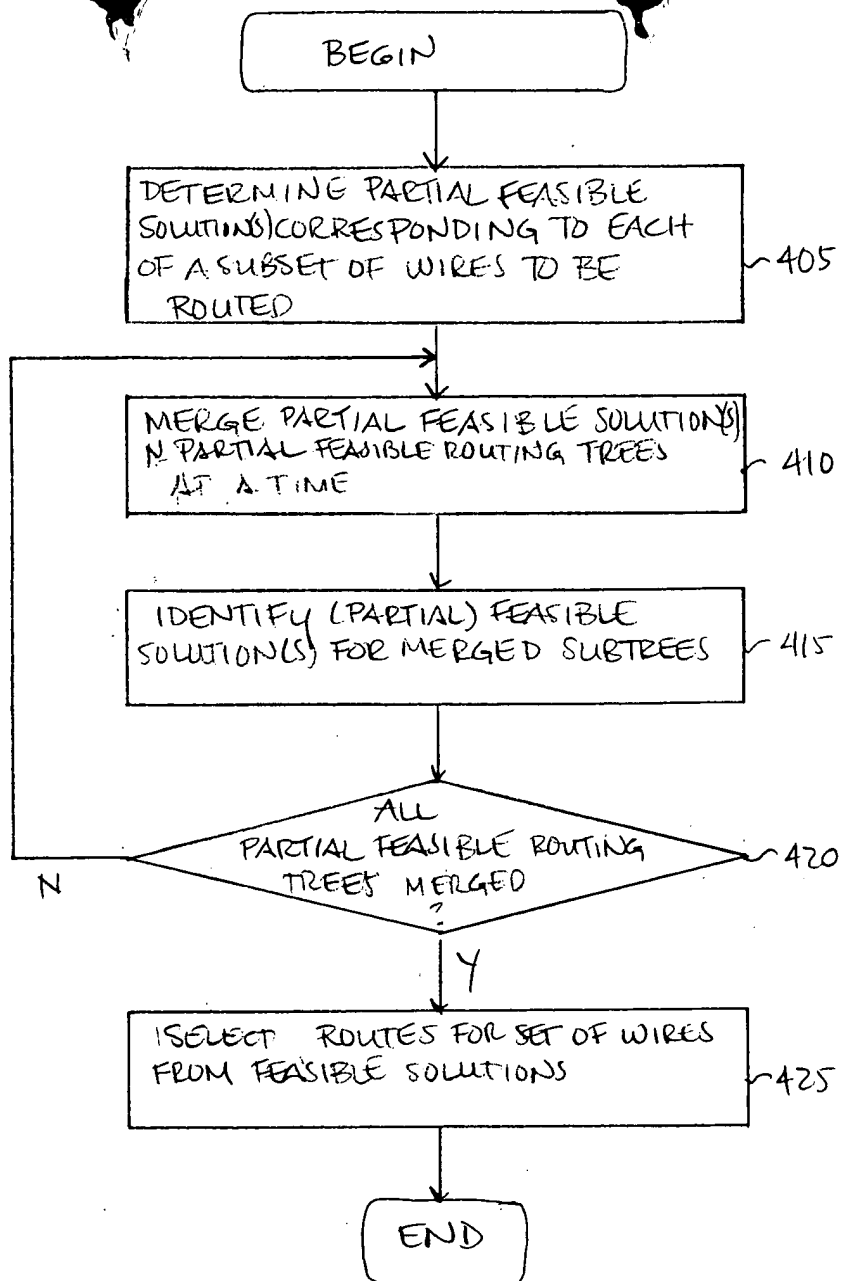 BEGIN
DETERMINE PARTIAL FEASIBLE
SOLUTION(S) CORRESPONDING TO EACH
OF A SUBSET OF WIRES TO BE
ROUTED
405
MERGE PARTIAL FEASIBLE SOLUTION(S)
N PARTIAL FEASIBLE ROUTING TREES
AT A TIME
410
IDENTIFY (PARTIAL) FEASIBLE
SOLUTION(S) FOR MERGED SUBTREES
415
ALL
PARTIAL FEASIBLE ROUTING
TREES MERGED
?
420
N
Y
SELECT ROUTES FOR SET OF WIRES
FROM FEASIBLE SOLUTIONS
425
END